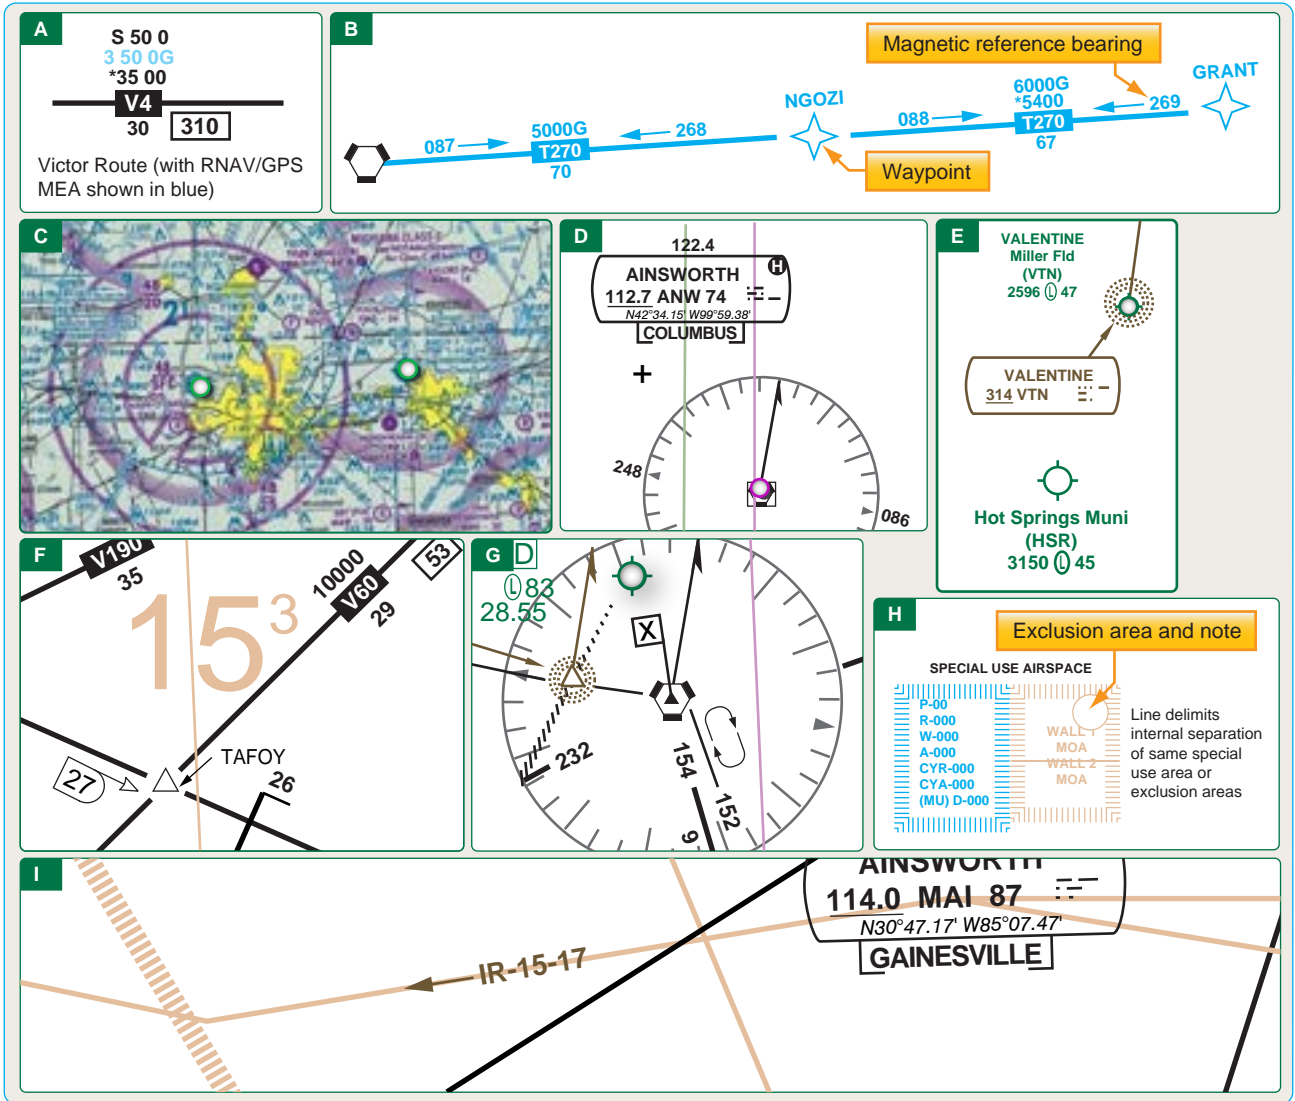 A
S 50 0
3 50 0G
*35 00
V4
30
310
Victor Route (with RNAV/GPS
MEA shown in blue)
B
Magnetic reference bearing
GRANT
NGOZI
6000G
*5400
269
088
T270
67
5000G
268
087
T270
70
Waypoint
C
2
D
122.4
H
AINSWORTH
112.7 ANW 74
N42°34.15' W99°59.38'
COLUMBUS
248
086
E
VALENTINE
Miller Fld
(VTN)
2596 L 47
VALENTINE
314 VTN
Hot Springs Muni
(HSR)
3150 L 45
F
V190
35
15³
10000
V60
29
53
TAFOY
27
26
G
D
L 83
28.55
X
232
154
152
9
H
Exclusion area and note
SPECIAL USE AIRSPACE
P-00
R-000
W-000
A-000
CYR-000
CYA-000
(MU) D-000
WALL 1
MOA
WALL 2
MOA
Line delimits
internal separation
of same special
use area or
exclusion areas
I
AINSWORTH
114.0 MAI 87
N30°47.17' W85°07.47'
GAINESVILLE
IR-15-17